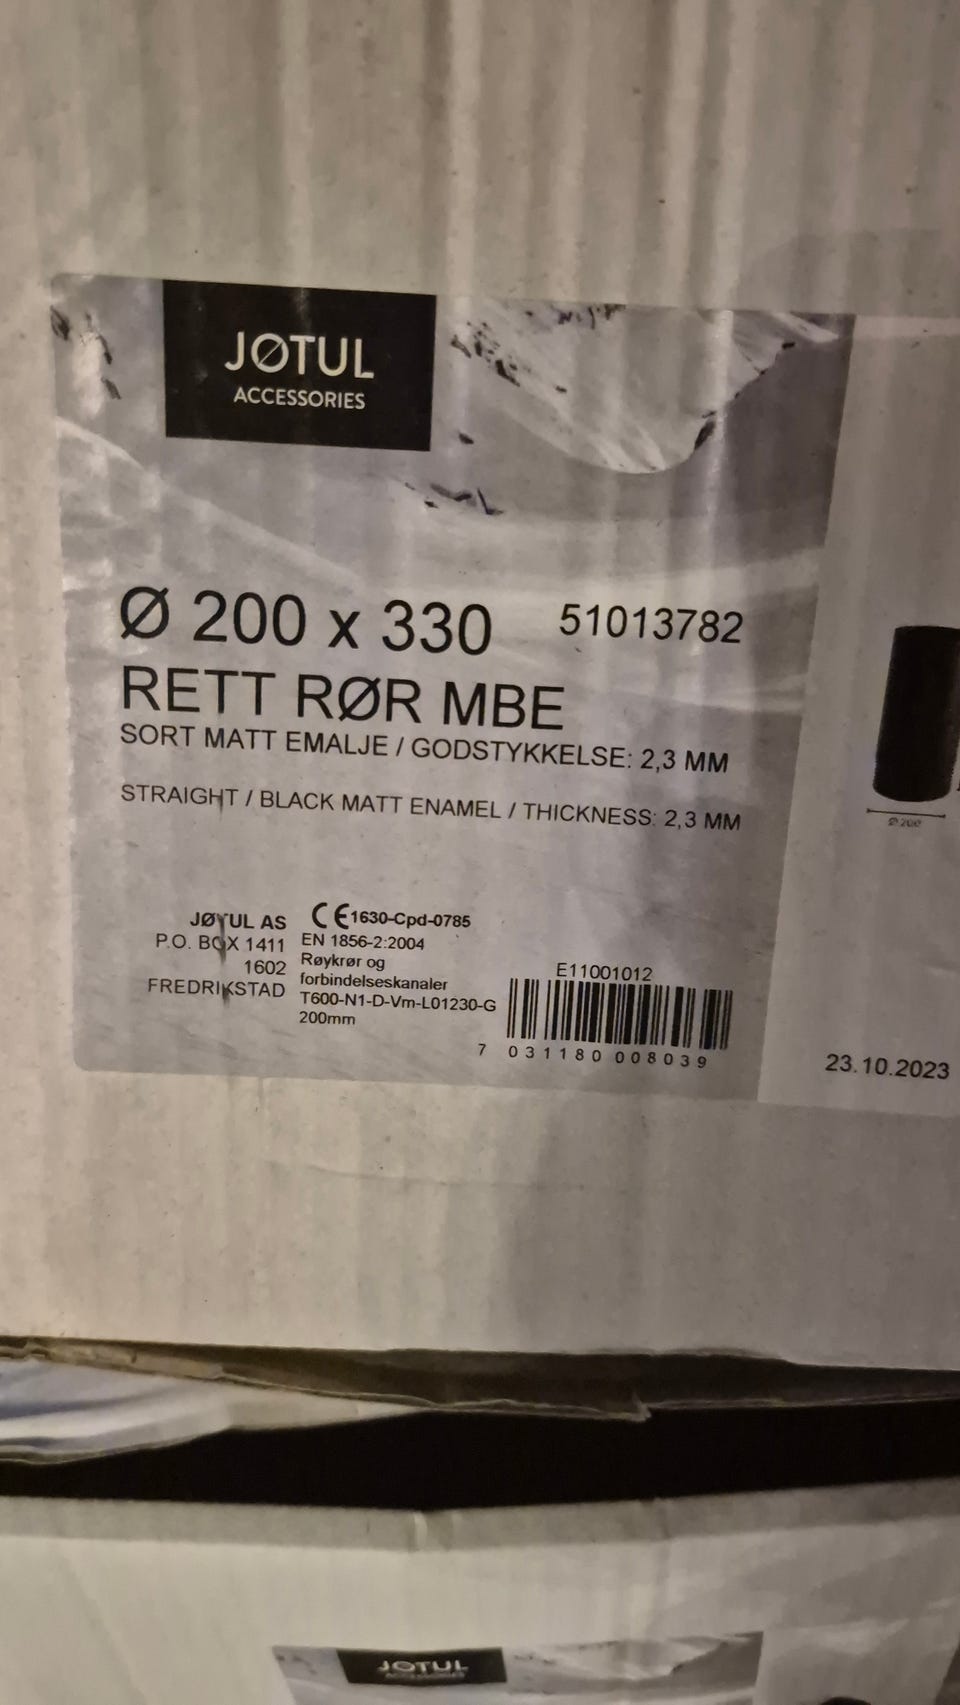 JØTUL
ACCESSORIES
Ø 200 x 330 51013782
RETT RØR MBE
SORT MATT EMALJE / GODSTYKKELSE: 2,3 MM
STRAIGHT / BLACK MATT ENAMEL / THICKNESS: 2,3 MM
Ø 200
JØTUL AS
P.O. BOX 1411
1602
FREDRIKSTAD
CE 1630-Cpd-0785
EN 1856-2:2004
Røykrør og
forbindelseskanaler
T600-N1-D-Vm-L01230-G
200mm
E11001012
7 031180 008039
23.10.2023
JØTUL
ACCESSORIES